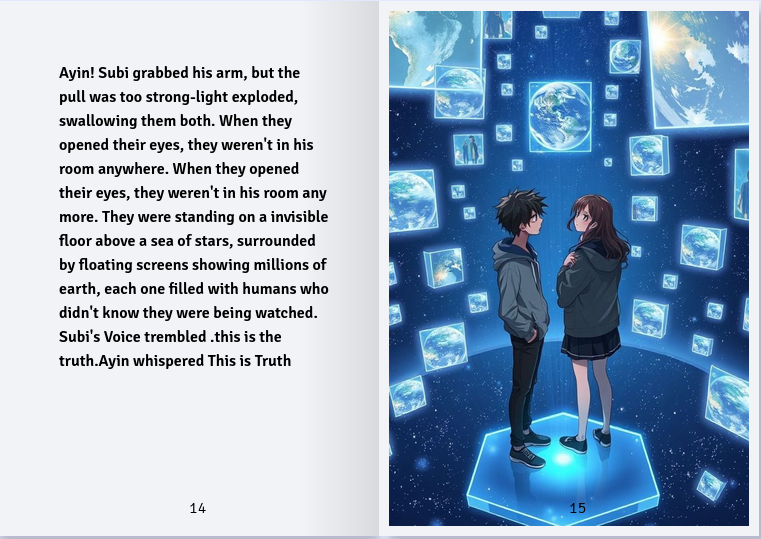 Ayin! Subi grabbed his arm, but the
pull was too strong-light exploded,
swallowing them both. When they
opened their eyes, they weren't in his
room anywhere. When they opened
their eyes, they weren't in his room any
more. They were standing on a invisible
floor above a sea of stars, surrounded
by floating screens showing millions of
earth, each one filled with humans who
didn't know they were being watched.
Subi's Voice trembled .this is the
truth.Ayin whispered This is Truth
14
15